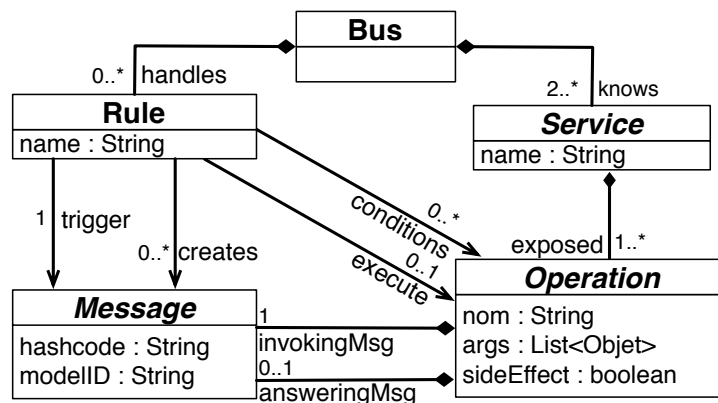 Bus
0..* handles
2..* knows
Rule
name : String
Service
name : String
1 trigger
0..* creates
0..*
conditions
0..1
execute
exposed 1..*
Message
hashcode : String
modelID : String
1
invokingMsg
0..1
answeringMsg
Operation
nom : String
args : List<Objet>
sideEffect : boolean